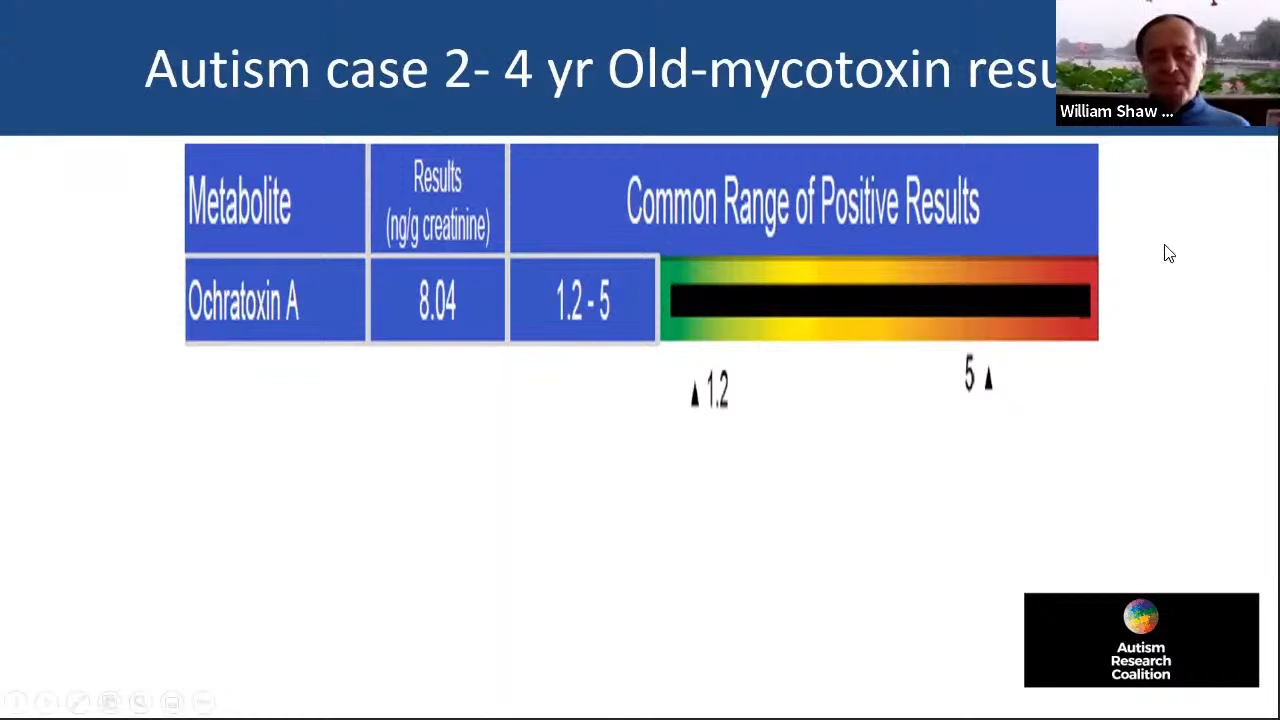 Autism case 2- 4 yr Old-mycotoxin resu
William Shaw ...
Metabolite
Results
(ng/g creatinine)
Common Range of Positive Results
Ochratoxin A
8.04
1.2 - 5
▲ 1.2
5 ▲
Autism
Research
Coalition